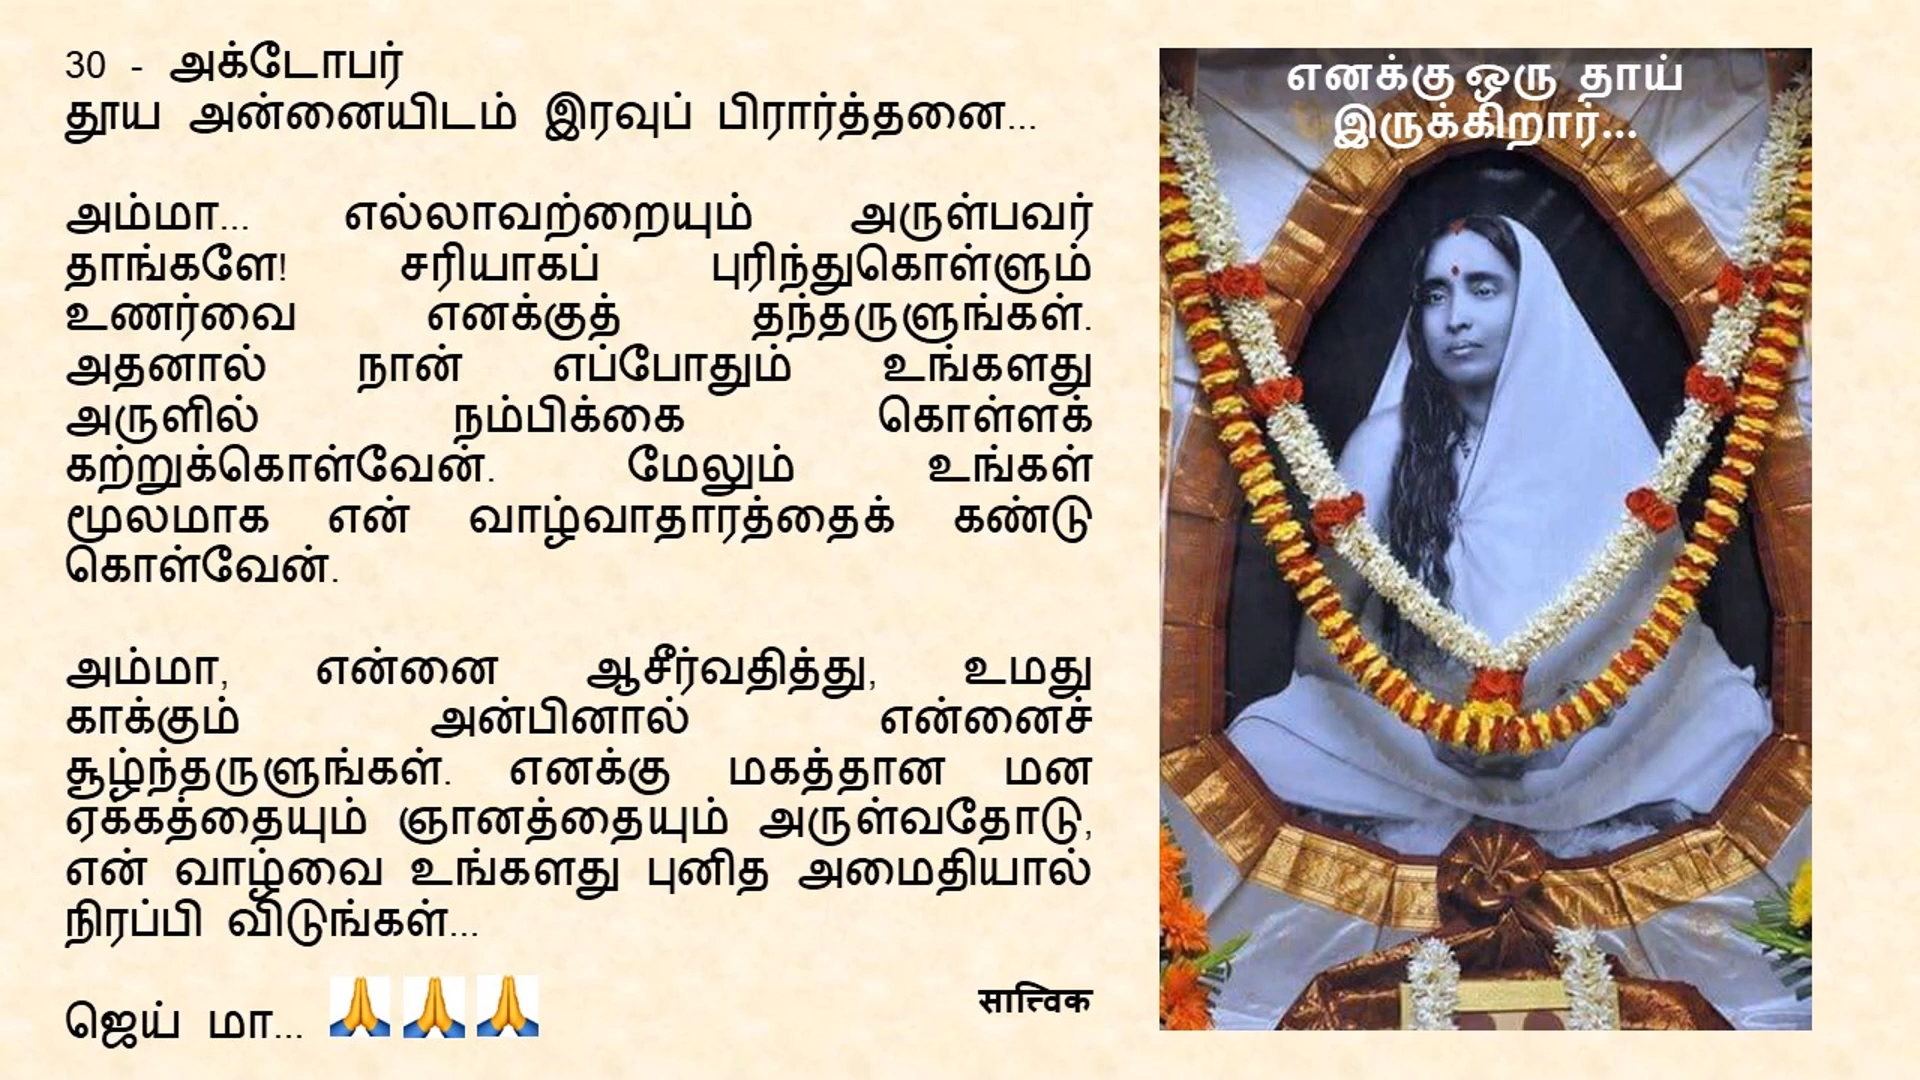 30 - அக்டோபர்
தூய அன்னையிடம் இரவுப் பிரார்த்தனை...
அம்மா... எல்லாவற்றையும் அருள்பவர்
தாங்களே! சரியாகப் புரிந்துகொள்ளும்
உணர்வை எனக்குத் தந்தருளுங்கள்.
அதனால் நான் எப்போதும் உங்களது
அருளில் நம்பிக்கை கொள்ளக்
கற்றுக்கொள்வேன். மேலும் உங்கள்
மூலமாக என் வாழ்வாதாரத்தைக் கண்டு
கொள்வேன்.
அம்மா, என்னை ஆசீர்வதித்து, உமது
காக்கும் அன்பினால் என்னைச்
சூழ்ந்தருளுங்கள். எனக்கு மகத்தான மன
ஏக்கத்தையும் ஞானத்தையும் அருள்வதோடு,
என் வாழ்வை உங்களது புனித அமைதியால்
நிரப்பி விடுங்கள்...
ஜெய் மா... 🙏🙏🙏
सात्त्विक
எனக்கு ஒரு தாய்
இருக்கிறார்...